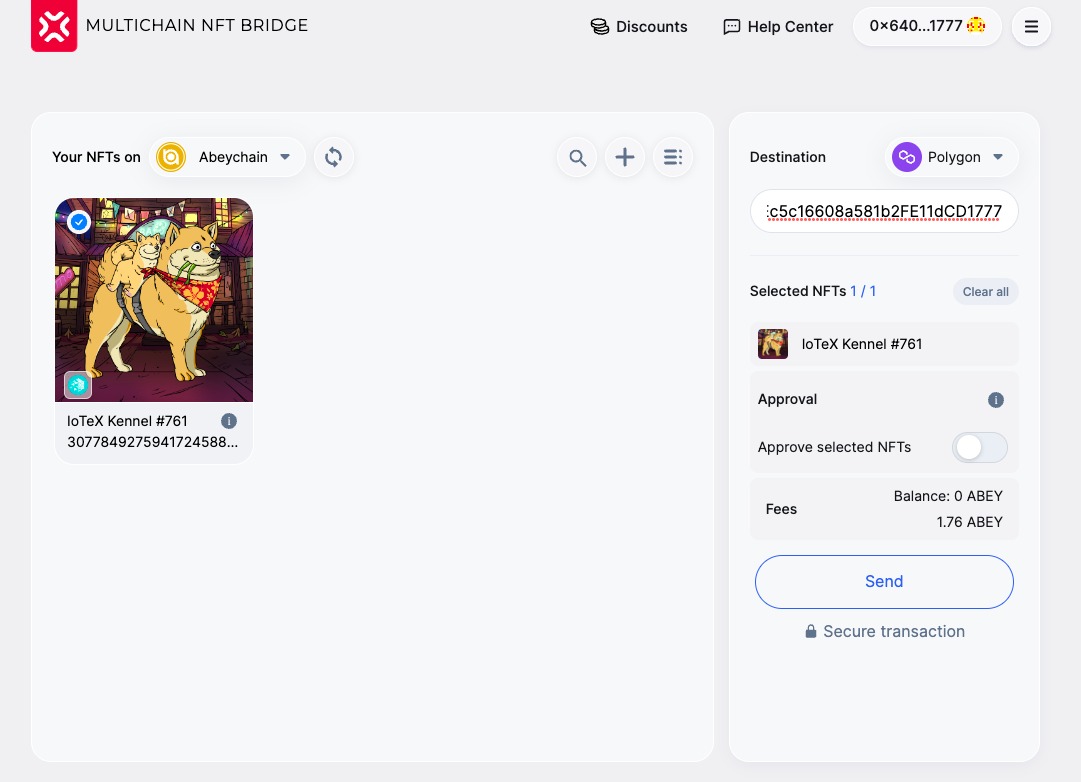 MULTICHAIN NFT BRIDGE
Discounts
Help Center
0×640...1777
Your NFTs on
Abeychain
IoTeX Kennel #761
3077849275941724588...
Destination
Polygon
:c5c16608a581b2FE11dCD1777
Selected NFTs 1 / 1
Clear all
IoTeX Kennel #761
Approval
Approve selected NFTs
Fees
Balance: 0 ABEY
1.76 ABEY
Send
Secure transaction